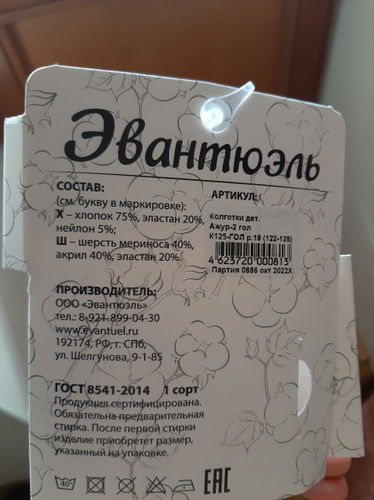 Эвантюэль
СОСТАВ:
(см. букву в маркировке):
Х – хлопок 75%, эластан 20%,
нейлон 5%;
Ш – шерсть мериноса 40%,
акрил 40%, эластан 20%.
АРТИКУЛ:
Колготки дет.
Ажур-2 гол
К125-ГОЛ р.18 (122-128)
4 623720 000813
Партия 0886 окт 2022Х
ПРОИЗВОДИТЕЛЬ:
ООО «Эвантюэль»
тел.: 8-921-899-04-30
www.evantuel.ru
192174, РФ, г. СПб,
ул. Шелгунова, 9-1-85
ГОСТ 8541-2014 1 сорт
Продукция сертифицирована.
Обязательна предварительная
стирка. После первой стирки
изделие приобретет размер,
указанный на упаковке.
40° EAC